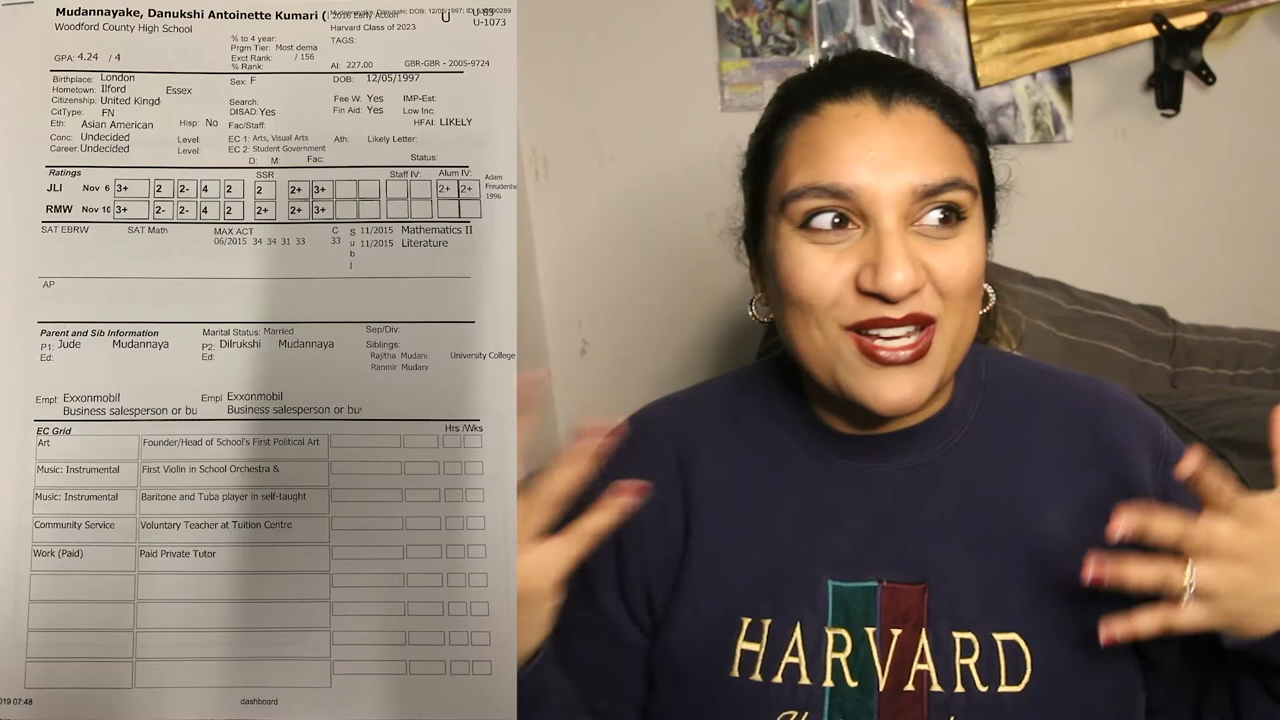 Mudannayake, Danukshi Antoinette Kumari (
2016 Early Action
U
U-1073
Woodford County High School
Harvard Class of 2023
% to 4 year:
TAGS:
Prgm Tier: Most dema
GPA: 4.24 / 4
Exct Rank: / 156
% Rank:
AI: 227.00
GBR-GBR - 2005-9724
Birthplace: London
Sex: F
DOB: 12/05/1997
Hometown: Ilford Essex
Citizenship: United Kingd
Search:
Fee W: Yes
IMP-Est:
CitType: FN
DISAD:Yes
Fin Aid: Yes
Low Inc:
Eth: Asian American
Hisp: No
Fac/Staff:
HFAI: LIKELY
Conc: Undecided
Level:
EC 1: Arts, Visual Arts
Ath:
Likely Letter:
Career:Undecided
Level:
EC 2: Student Government
D: M: Fac:
Status:
Ratings
SSR
Staff IV:
Alum IV:
Adam
JLI Nov 6 3+ 2 2- 4 2 2 2+ 3+ 2+ 2+
Freudenhe
1996
RMW Nov 10 3+ 2- 2- 4 2 2+ 2+ 3+
SAT EBRW
SAT Math
MAX ACT
C
S 11/2015 Mathematics II
06/2015 34 34 31 33
33
u 11/2015 Literature
b
j
AP
Parent and Sib Information
Marital Status: Married
Sep/Div:
P1: Jude Mudannaya
P2: Dilrukshi Mudannaya
Siblings:
Ed:
Ed:
Rajitha Mudan
University College
Ranmir Mudan
Empl: Exxonmobil
Empl Exxonmobil
Business salesperson or bu
Business salesperson or bu
EC Grid
Hrs /Wks
Art
Founder/Head of School's First Political Art
Music: Instrumental
First Violin in School Orchestra &
Music: Instrumental
Baritone and Tuba player in self-taught
Community Service
Voluntary Teacher at Tuition Centre
Work (Paid)
Paid Private Tutor
019 07:48
dashboard
HARVARD